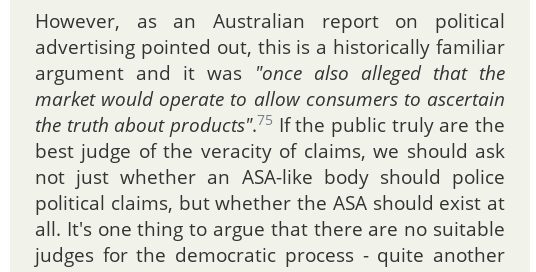 However, as an Australian report on political
advertising pointed out, this is a historically familiar
argument and it was "once also alleged that the
market would operate to allow consumers to ascertain
the truth about products".75 If the public truly are the
best judge of the veracity of claims, we should ask
not just whether an ASA-like body should police
political claims, but whether the ASA should exist at
all. It's one thing to argue that there are no suitable
judges for the democratic process - quite another